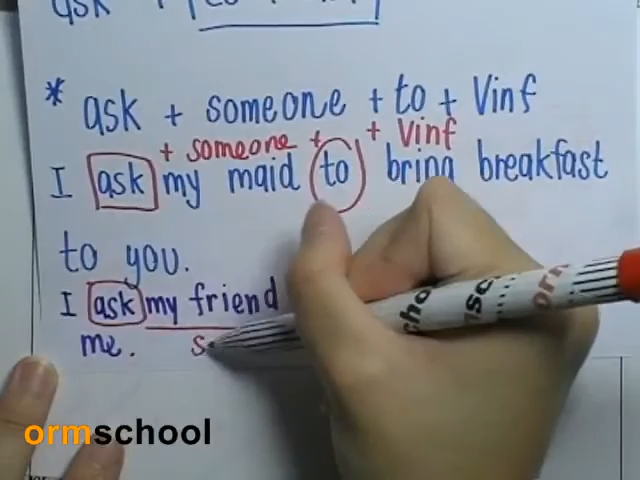 ask +
* ask + someone + to + Vinf
+ someone + + Vinf
I ask my maid to bring breakfast
to you.
I ask my friend
me. s
ormschool